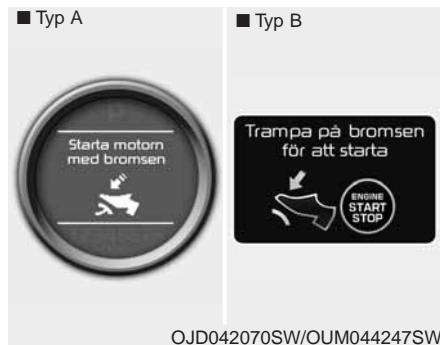 ■ Typ A
Starta motorn
med bromsen
■ Typ B
Trampa på bromsen
för att starta
ENGINE
START
STOP
OJD042070SW/OUM044247SW